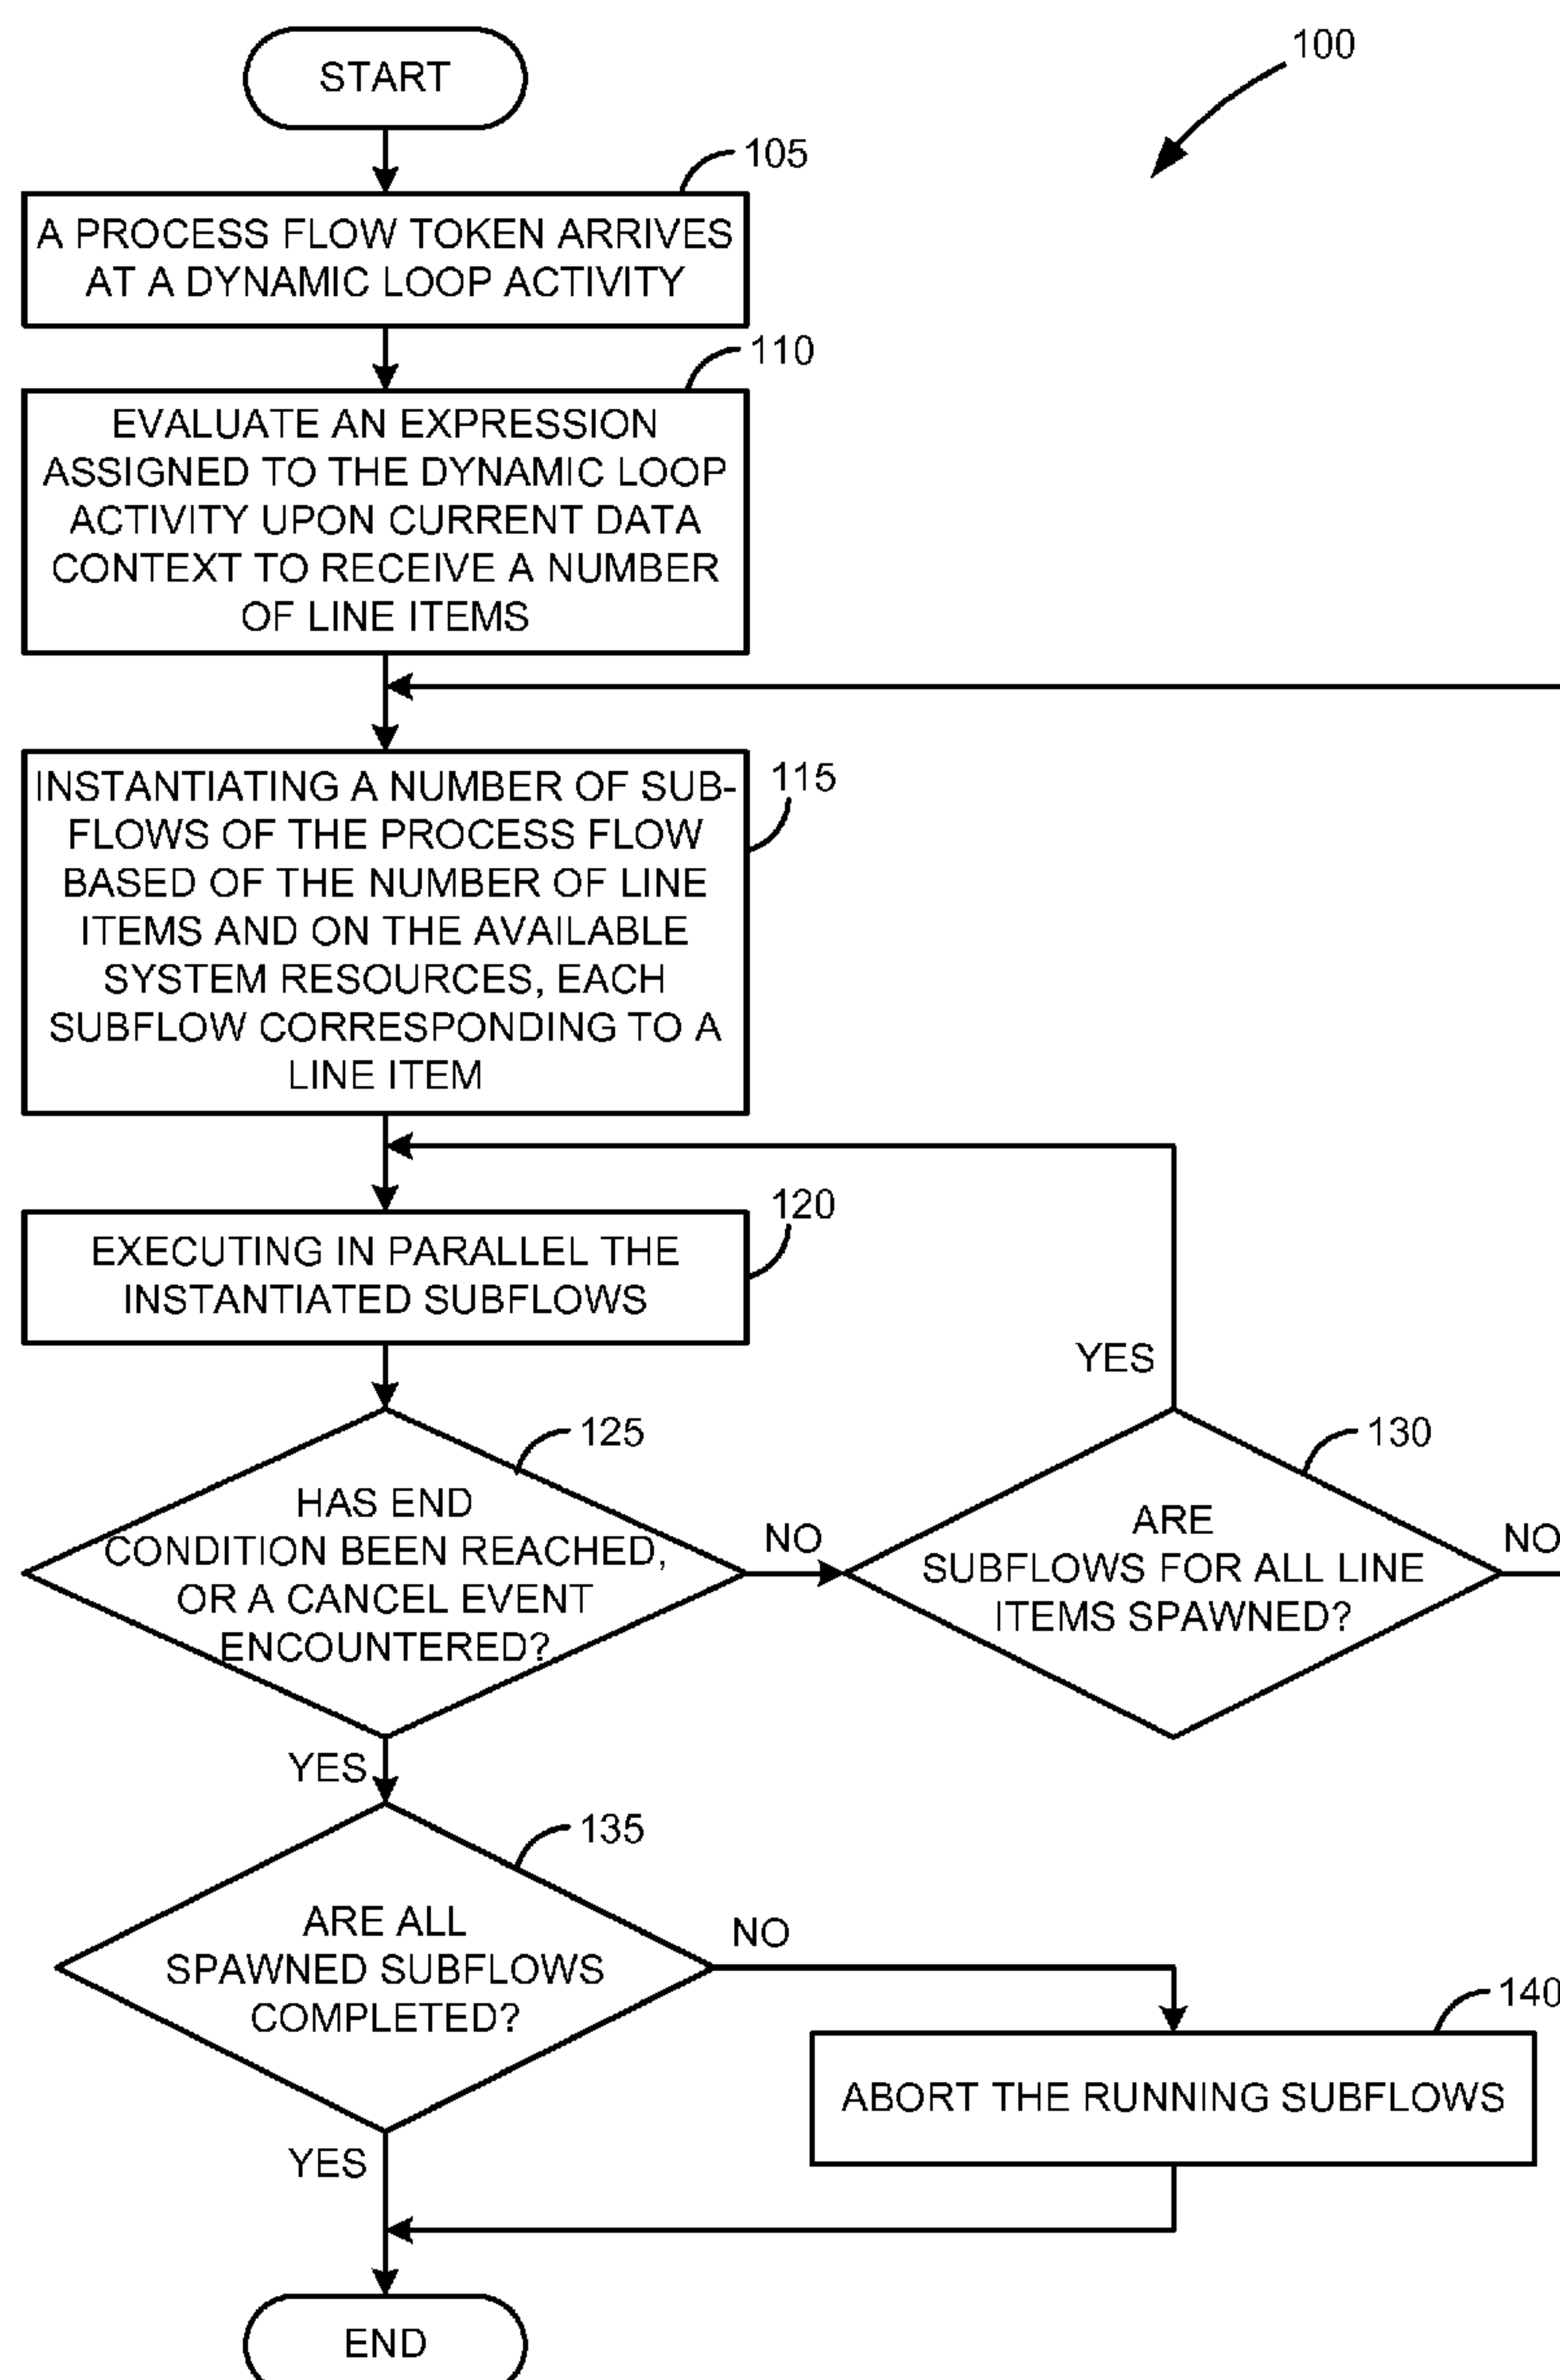 100
START
105
A PROCESS FLOW TOKEN ARRIVES
AT A DYNAMIC LOOP ACTIVITY
110
EVALUATE AN EXPRESSION
ASSIGNED TO THE DYNAMIC LOOP
ACTIVITY UPON CURRENT DATA
CONTEXT TO RECEIVE A NUMBER
OF LINE ITEMS
115
INSTANTIATING A NUMBER OF SUB-
FLOWS OF THE PROCESS FLOW
BASED OF THE NUMBER OF LINE
ITEMS AND ON THE AVAILABLE
SYSTEM RESOURCES, EACH
SUBFLOW CORRESPONDING TO A
LINE ITEM
120
EXECUTING IN PARALLEL THE
INSTANTIATED SUBFLOWS
YES
125
HAS END
CONDITION BEEN REACHED,
OR A CANCEL EVENT
ENCOUNTERED?
NO
130
ARE
SUBFLOWS FOR ALL LINE
ITEMS SPAWNED?
NO
YES
135
ARE ALL
SPAWNED SUBFLOWS
COMPLETED?
NO
140
ABORT THE RUNNING SUBFLOWS
YES
END